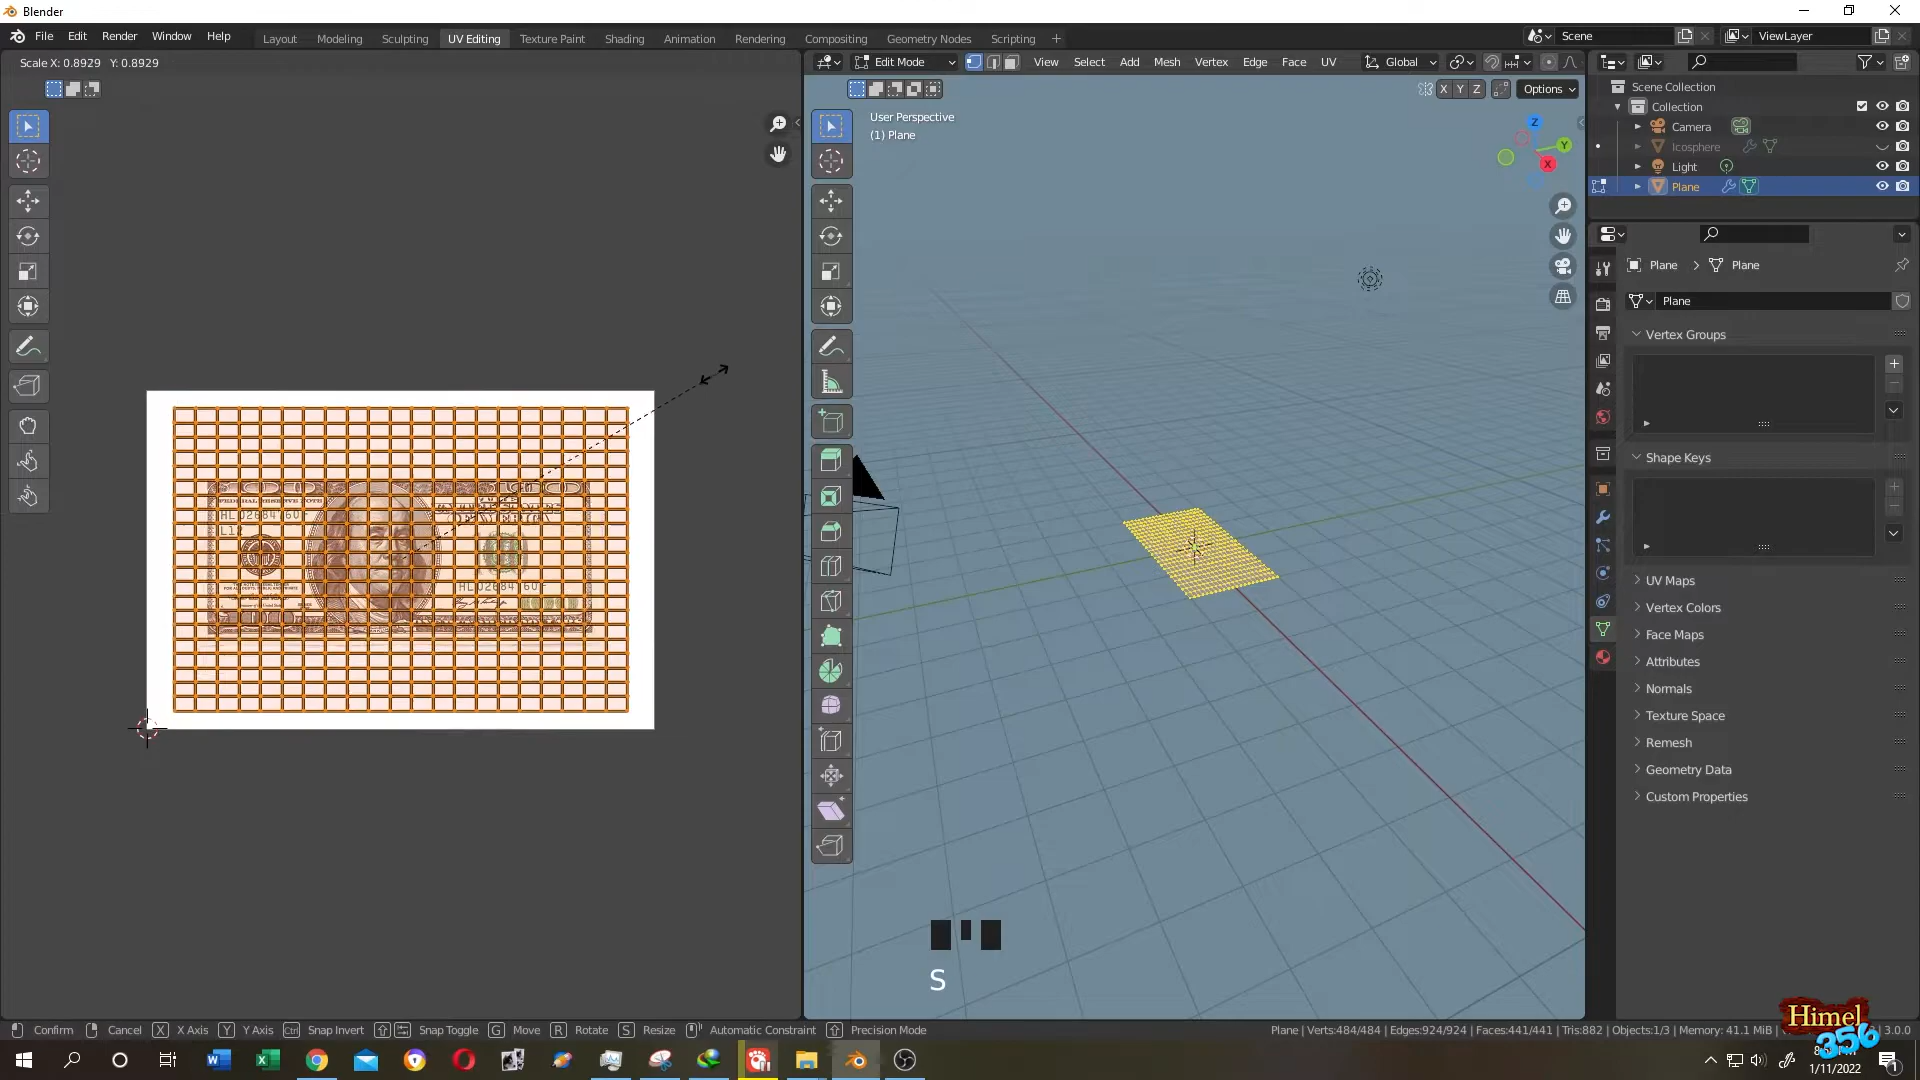 Blender
File Edit Render Window Help
Layout Modeling Sculpting UV Editing Texture Paint Shading Animation Rendering Compositing Geometry Nodes Scripting +
Scene
ViewLayer
Scale X: 0.8929 Y: 0.8929
Edit Mode
View Select Add Mesh Vertex Edge Face UV
Global
X Y Z
Options
User Perspective
(1) Plane
Z
Y
X
Scene Collection
Collection
Camera
Icosphere
Light
Plane
Plane > Plane
Plane
Vertex Groups
Shape Keys
UV Maps
Vertex Colors
Face Maps
Attributes
Normals
Texture Space
Remesh
Geometry Data
Custom Properties
FEDERAL RESERVE NOTE
S
Confirm Cancel X X Axis Y Y Axis Ctrl Snap Invert Snap Toggle G Move R Rotate S Resize Automatic Constraint Precision Mode
Plane | Verts:484/484 | Edges:924/924 | Faces:441/441 | Tris:882 | Objects:1/3 | Memory: 41.1 MiB | 3.0.0
Himel
356
1/11/2022